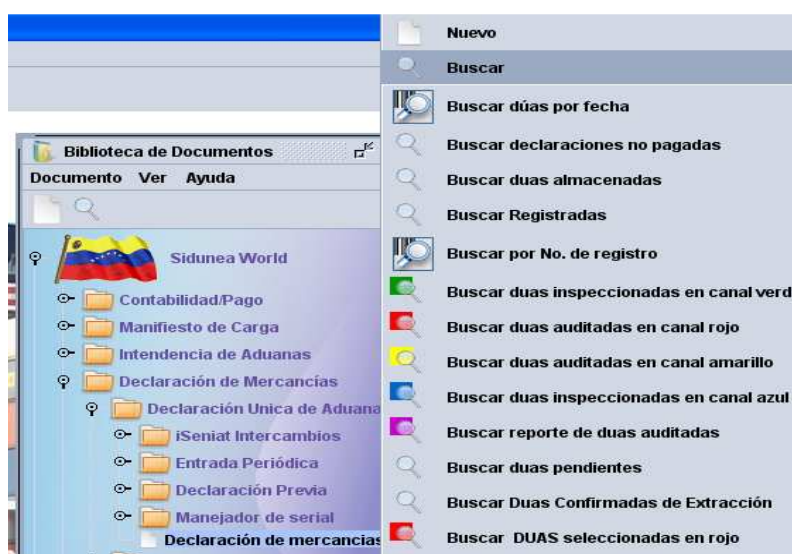 Biblioteca de Documentos
Documento Ver Ayuda
Sidunea World
Contabilidad/Pago
Manifiesto de Carga
Intendencia de Aduanas
Declaración de Mercancías
Declaración Unica de Aduana
iSeniat Intercambios
Entrada Periódica
Declaración Previa
Manejador de serial
Declaración de mercancias
Nuevo
Buscar
Buscar dúas por fecha
Buscar declaraciones no pagadas
Buscar duas almacenadas
Buscar Registradas
Buscar por No. de registro
Buscar duas inspeccionadas en canal verd
Buscar duas auditadas en canal rojo
Buscar duas auditadas en canal amarillo
Buscar duas inspeccionadas en canal azul
Buscar reporte de duas auditadas
Buscar duas pendientes
Buscar Duas Confirmadas de Extracción
Buscar DUAS seleccionadas en rojo